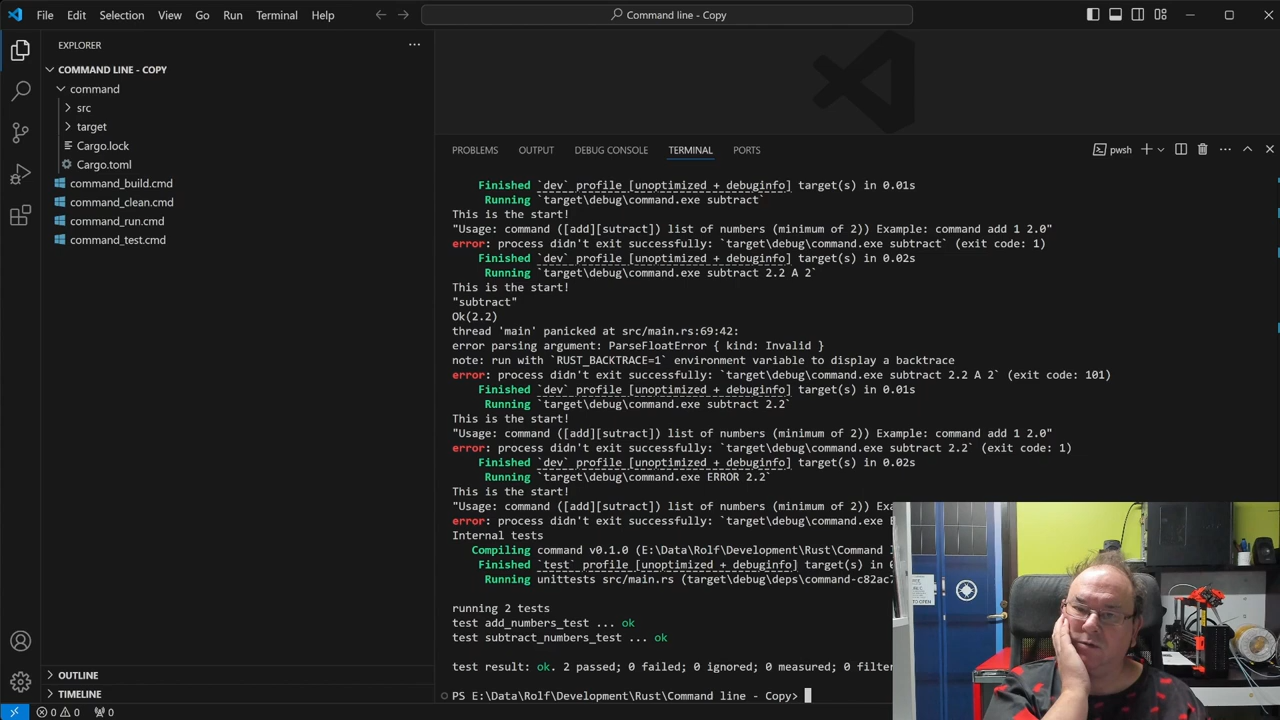 File Edit Selection View Go Run Terminal Help
Command line - Copy
EXPLORER
COMMAND LINE - COPY
command
src
target
Cargo.lock
Cargo.toml
command_build.cmd
command_clean.cmd
command_run.cmd
command_test.cmd
OUTLINE
TIMELINE
PROBLEMS OUTPUT DEBUG CONSOLE TERMINAL PORTS
pwsh
Finished `dev` profile [unoptimized + debuginfo] target(s) in 0.01s
Running `target\debug\command.exe subtract`
This is the start!
"Usage: command ([add][sutract]) list of numbers (minimum of 2)) Example: command add 1 2.0"
error: process didn't exit successfully: `target\debug\command.exe subtract` (exit code: 1)
Finished `dev` profile [unoptimized + debuginfo] target(s) in 0.02s
Running `target\debug\command.exe subtract 2.2 A 2`
This is the start!
"subtract"
Ok(2.2)
thread 'main' panicked at src/main.rs:69:42:
error parsing argument: ParseFloatError { kind: Invalid }
note: run with `RUST_BACKTRACE=1` environment variable to display a backtrace
error: process didn't exit successfully: `target\debug\command.exe subtract 2.2 A 2` (exit code: 101)
Finished `dev` profile [unoptimized + debuginfo] target(s) in 0.01s
Running `target\debug\command.exe subtract 2.2`
This is the start!
"Usage: command ([add][sutract]) list of numbers (minimum of 2)) Example: command add 1 2.0"
error: process didn't exit successfully: `target\debug\command.exe subtract 2.2` (exit code: 1)
Finished `dev` profile [unoptimized + debuginfo] target(s) in 0.02s
Running `target\debug\command.exe ERROR 2.2`
This is the start!
"Usage: command ([add][sutract]) list of numbers (minimum of 2)) Exa
error: process didn't exit successfully: `target\debug\command.exe
Internal tests
Compiling command v0.1.0 (E:\Data\Rolf\Development\Rust\Command
Finished `test` profile [unoptimized + debuginfo] target(s) in
Running unittests src/main.rs (target\debug\deps\command-c82ac7
running 2 tests
test add_numbers_test ... ok
test subtract_numbers_test ... ok
test result: ok. 2 passed; 0 failed; 0 ignored; 0 measured; 0 filter
PS E:\Data\Rolf\Development\Rust\Command line - Copy>
0 0 0